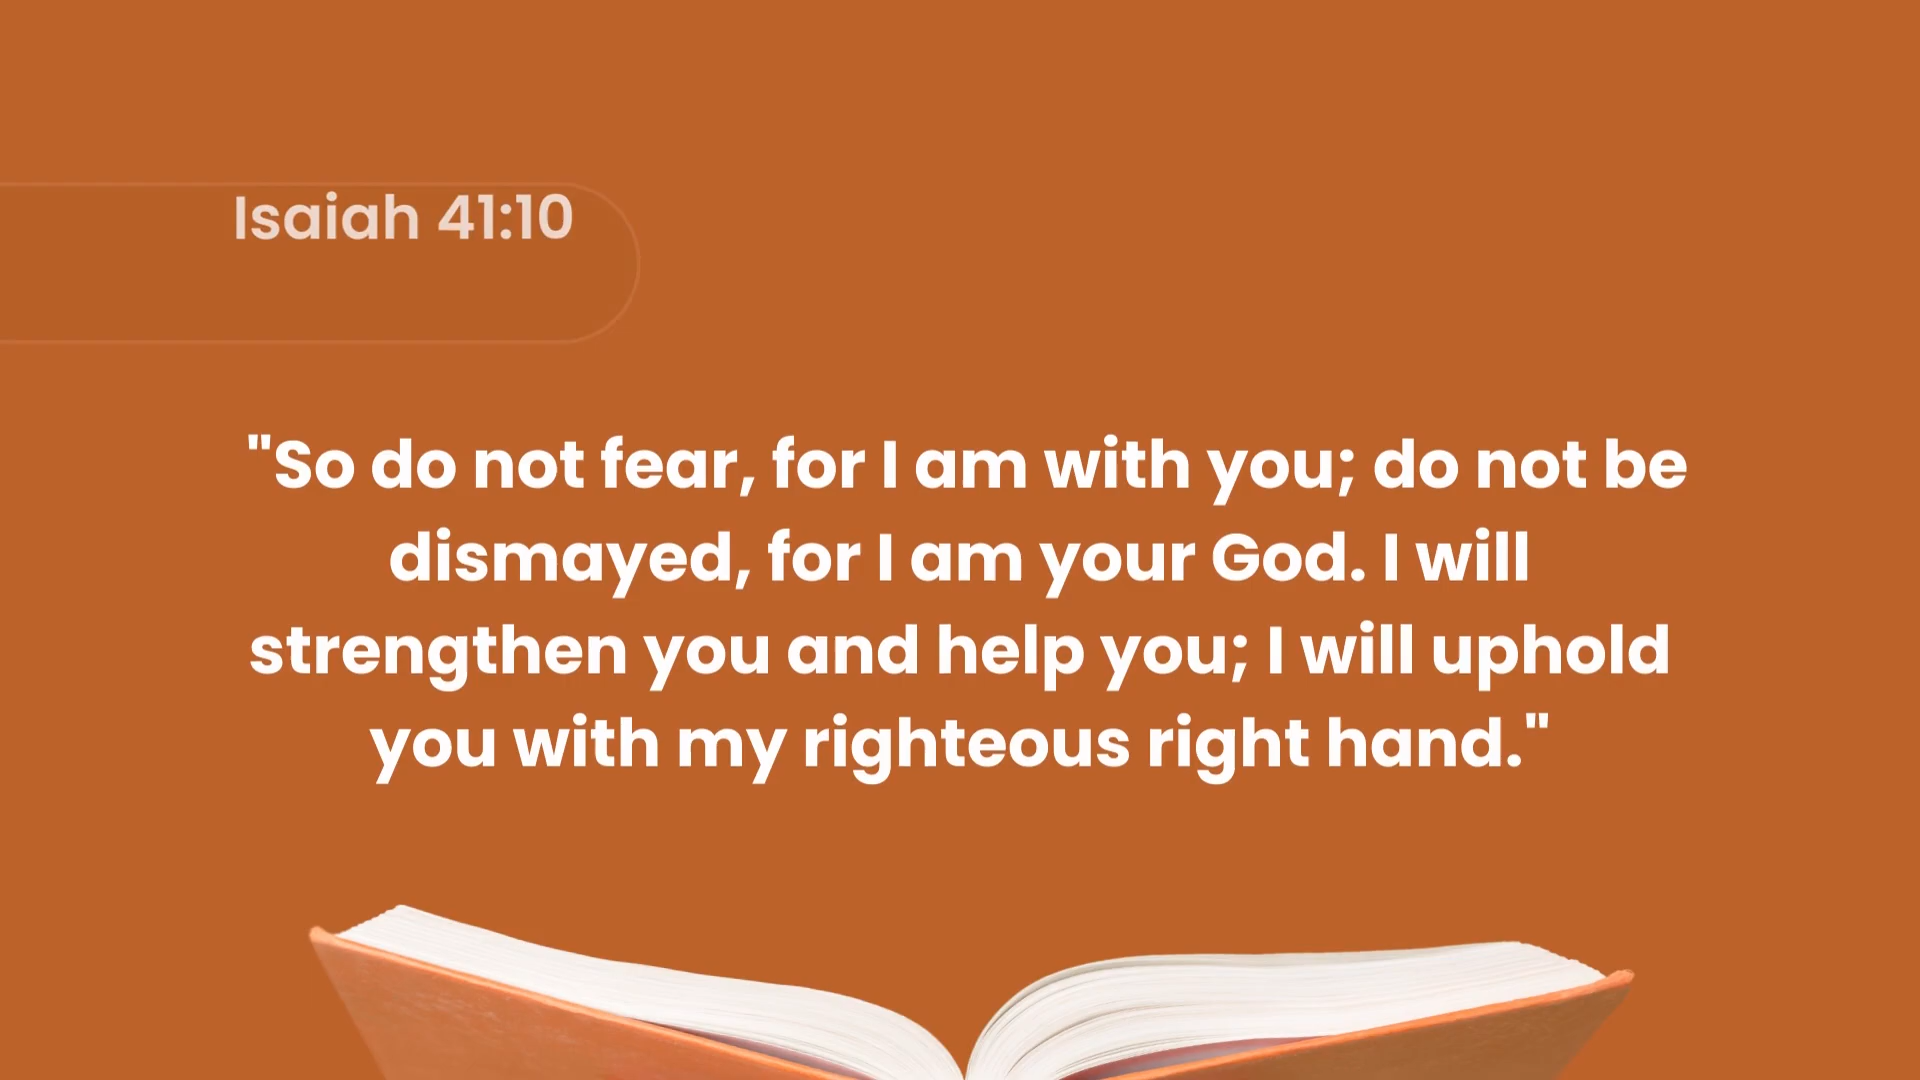 Isaiah 41:10
"So do not fear, for I am with you; do not be
dismayed, for I am your God. I will
strengthen you and help you; I will uphold
you with my righteous right hand."